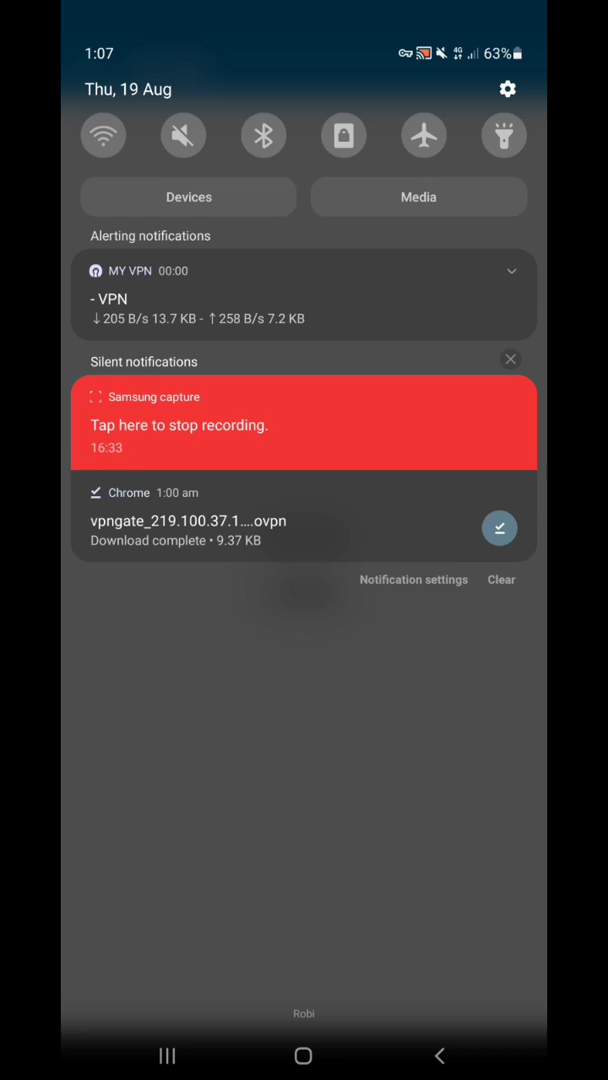 1:07
4G 63%
Thu, 19 Aug
Devices Media
Alerting notifications
MY VPN 00:00
- VPN
↓205 B/s 13.7 KB - ↑258 B/s 7.2 KB
Silent notifications
Samsung capture
Tap here to stop recording.
16:33
Chrome 1:00 am
vpngate_219.100.37.1....ovpn
Download complete • 9.37 KB
Notification settings Clear
Robi